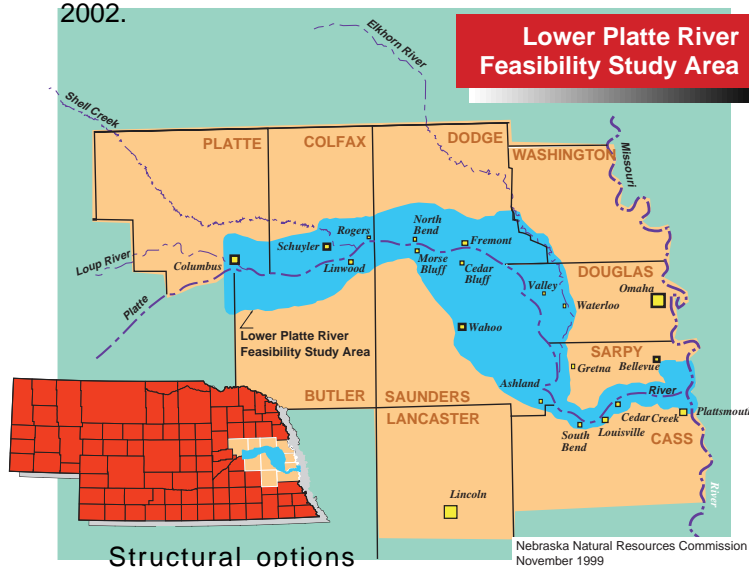 2002.
Lower Platte River
Feasibility Study Area
Elkhorn River
Shell Creek
PLATTE
COLFAX
DODGE
WASHINGTON
Missouri
North
Bend
Rogers
Schuyler
Fremont
Loup River
Columbus
Linwood
Morse
Bluff
Cedar
Bluff
DOUGLAS
Omaha
Valley
Waterloo
Platte
Wahoo
Lower Platte River
Feasibility Study Area
SARPY
Bellevue
Gretna
Ashland
River
BUTLER
SAUNDERS
LANCASTER
Cedar Creek
Plattsmouth
South
Bend
Louisville
CASS
Lincoln
River
Structural options
Nebraska Natural Resources Commission
November 1999